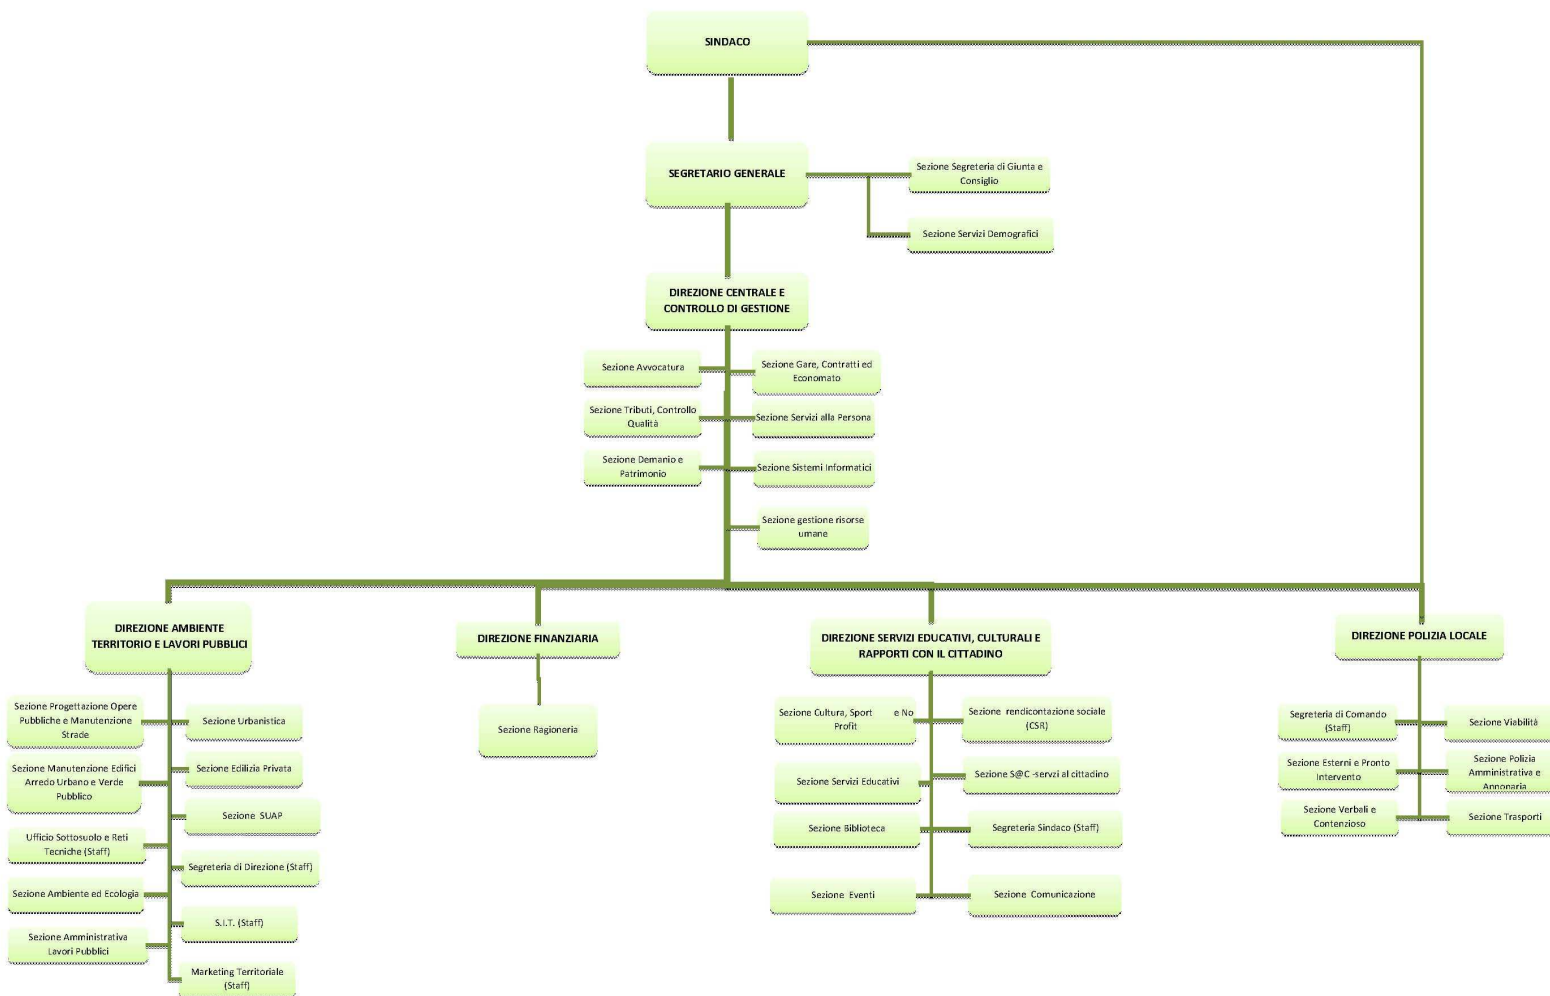 SINDACO
SEGRETARIO GENERALE
Sezione Segreteria di Giunta e
Consiglio
Sezione Servizi Demografici
DIREZIONE CENTRALE E
CONTROLLO DI GESTIONE
Sezione Avvocatura
Sezione Gare, Contratti ed
Economato
Sezione Tributi, Controllo
Qualità
Sezione Servizi alla Persona
Sezione Demanio e
Patrimonio
Sezione Sistemi Informatici
Sezione gestione risorse
umane
DIREZIONE AMBIENTE
TERRITORIO E LAVORI PUBBLICI
Sezione Progettazione Opere
Pubbliche e Manutenzione
Strade
Sezione Urbanistica
Sezione Manutenzione Edifici
Arredo Urbano e Verde
Pubblico
Sezione Edilizia Privata
Sezione SUAP
Ufficio Sottosuolo e Reti
Tecniche (Staff)
Segreteria di Direzione (Staff)
Sezione Ambiente ed Ecologia
S.I.T. (Staff)
Sezione Amministrativa
Lavori Pubblici
Marketing Territoriale
(Staff)
DIREZIONE FINANZIARIA
Sezione Ragioneria
DIREZIONE SERVIZI EDUCATIVI, CULTURALI E
RAPPORTI CON IL CITTADINO
Sezione Cultura, Sport e No
Profit
Sezione rendicontazione sociale
(CSR)
Sezione Servizi Educativi
Sezione S@C -servzi al cittadino
Sezione Biblioteca
Segreteria Sindaco (Staff)
Sezione Eventi
Sezione Comunicazione
DIREZIONE POLIZIA LOCALE
Segreteria di Comando
(Staff)
Sezione Viabilità
Sezione Esterni e Pronto
Intervento
Sezione Polizia
Amministrativa e
Annonaria
Sezione Verbali e
Contenzioso
Sezione Trasporti